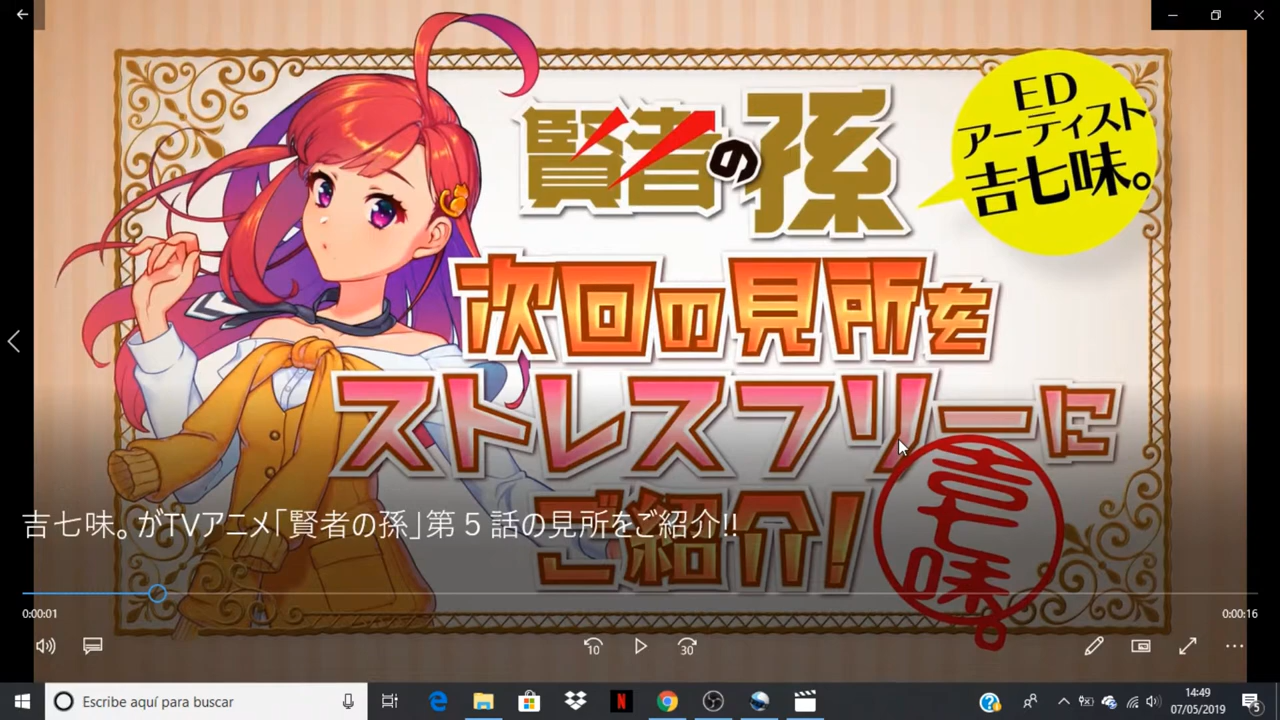 賢者の孫
ED
アーティスト
吉七味。
次回の見所を
ストレスフリーに
ご紹介!
吉七味。
吉七味。がTVアニメ「賢者の孫」第5話の見所をご紹介!!
0:00:01
0:00:16
10
30
Escribe aquí para buscar
14:49
07/05/2019
5